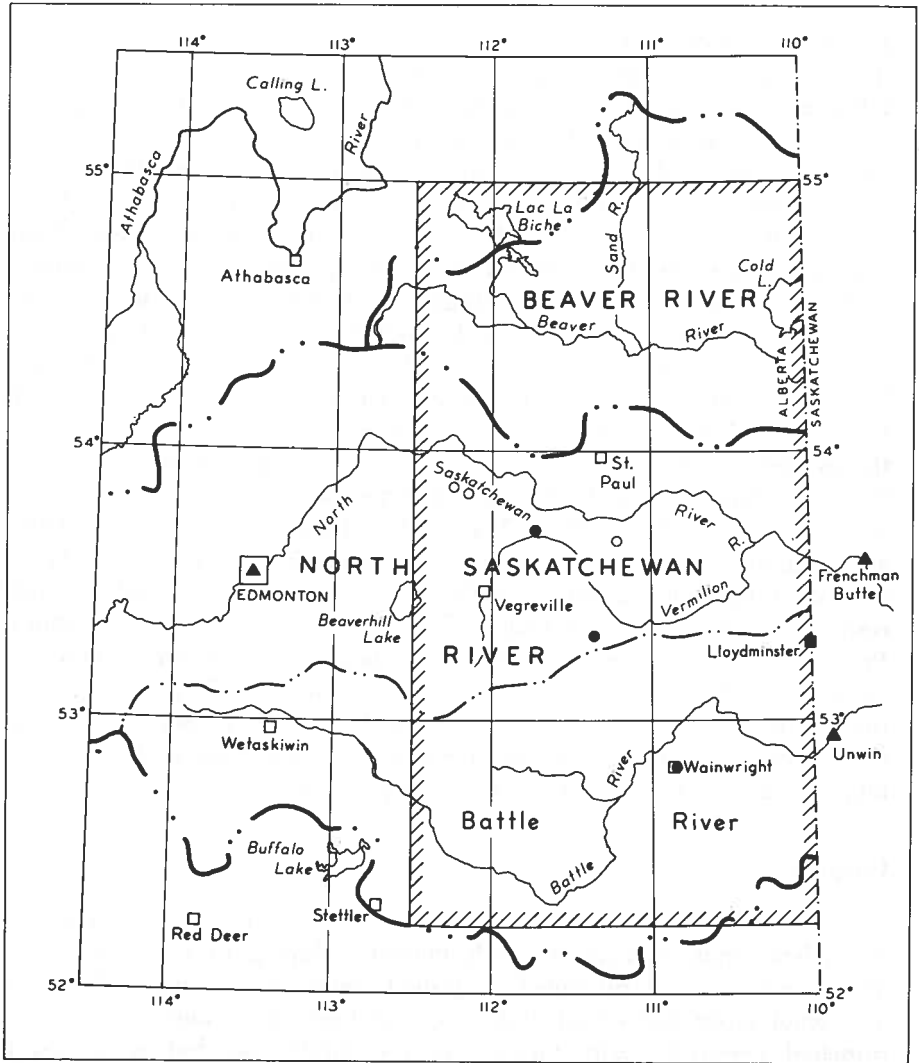 114° 113° 112° 111° 110°
Calling L.
River
Athabasca
55° 55°
Lac La
Biche
Sand R.
Athabasca
Cold
L.
BEAVER RIVER
Beaver River
ALBERTA
SASKATCHEWAN
54° 54°
St.
Paul
Saskatchewan
North
River
R.
NORTH SASKATCHEWAN
EDMONTON
Frenchman
Butte
Vegreville
Vermilion
Beaverhill
Lake
RIVER
Lloydminster
53° 53°
Wetaskiwin
Unwin
River
Wainwright
Battle River
Buffalo
Lake
Battle
Stettler
Red Deer
52° 52°
114° 113° 112° 111° 110°